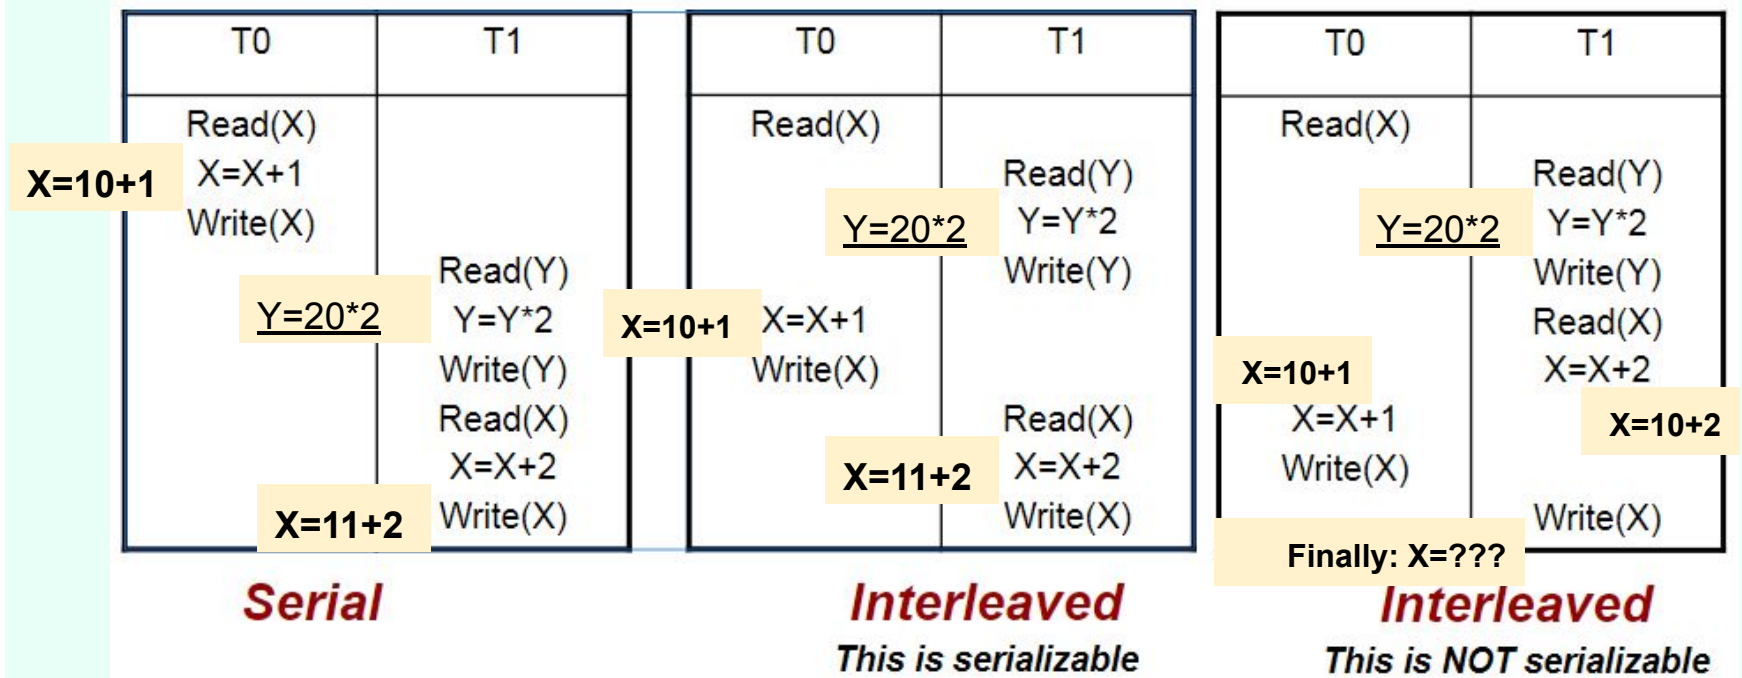 T0 T1
Read(X)
X=10+1 X=X+1
Write(X)
Read(Y)
Y=20*2 Y=Y*2
Write(Y)
Read(X)
X=X+2
X=11+2 Write(X)
Serial
T0 T1
Read(X)
Read(Y)
Y=20*2 Y=Y*2
Write(Y)
X=10+1 X=X+1
Write(X)
Read(X)
X=11+2 X=X+2
Write(X)
Interleaved
This is serializable
T0 T1
Read(X)
Read(Y)
Y=20*2 Y=Y*2
Write(Y)
Read(X)
X=10+1 X=X+2
X=X+1 X=10+2
Write(X)
Write(X)
Finally: X=???
Interleaved
This is NOT serializable